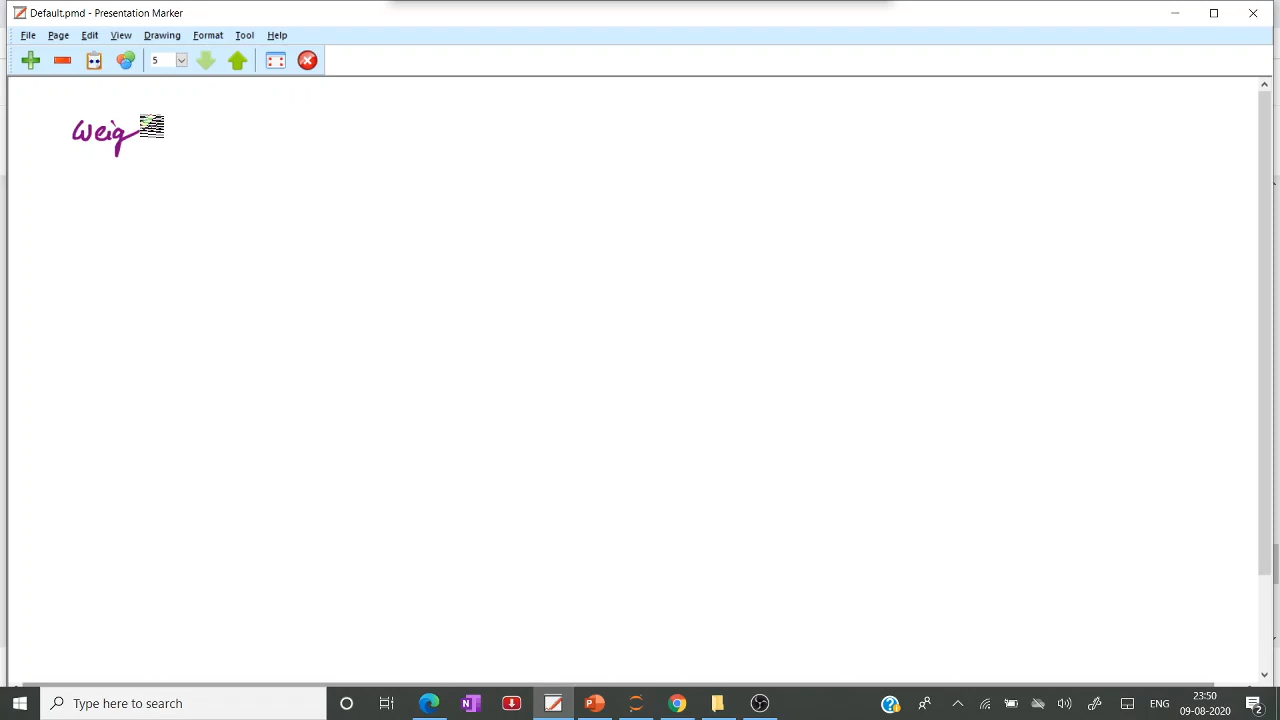 Default.pmd - Presentation Marker
File Page Edit View Drawing Format Tool Help
5
Weig
Type here to search
ENG
23:50
09-08-2020
2